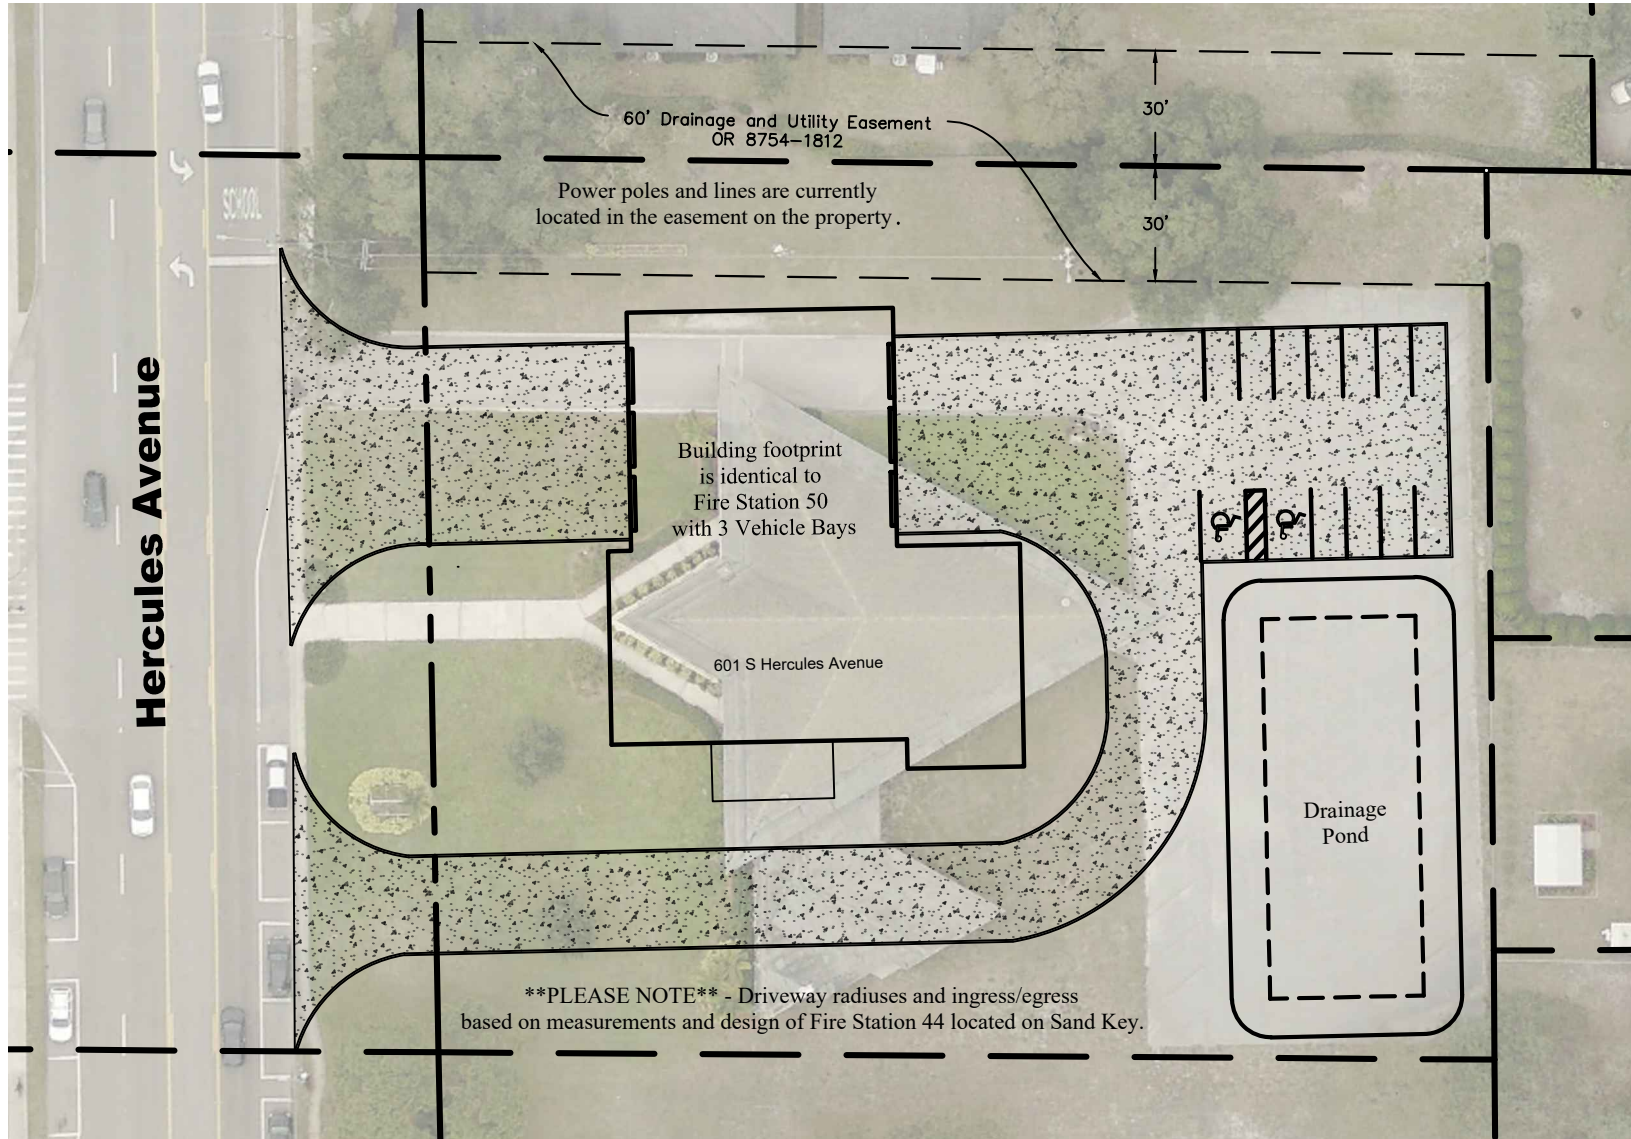 60' Drainage and Utility Easement
OR 8754-1812
30'
Power poles and lines are currently
located in the easement on the property.
30'
SCHOOL
Hercules Avenue
Building footprint
is identical to
Fire Station 50
with 3 Vehicle Bays
601 S Hercules Avenue
Drainage
Pond
**PLEASE NOTE** - Driveway radiuses and ingress/egress
based on measurements and design of Fire Station 44 located on Sand Key.